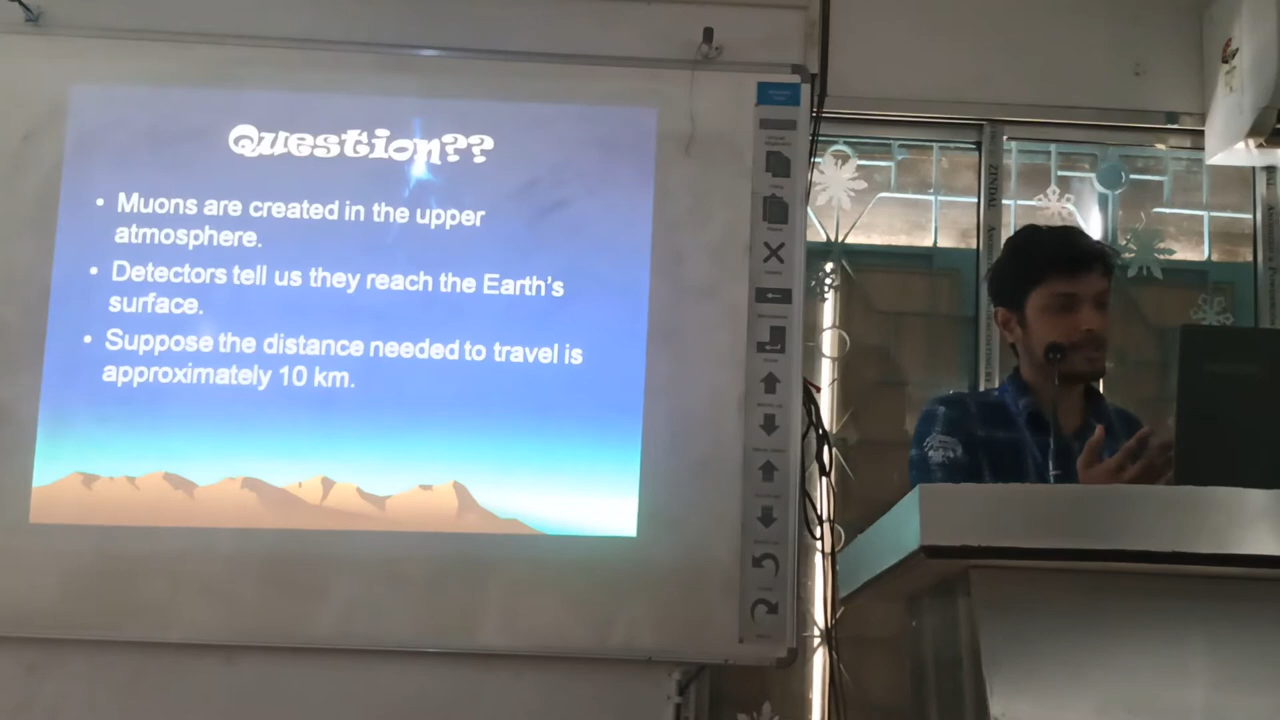 Question??
• Muons are created in the upper
atmosphere.
• Detectors tell us they reach the Earth's
surface.
• Suppose the distance needed to travel is
approximately 10 km.
ZINDAL